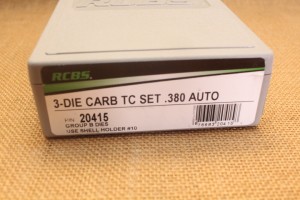 RCBS
3-DIE CARB TC SET .380 AUTO
P/N 20415
GROUP B DIES
USE SHELL HOLDER #10